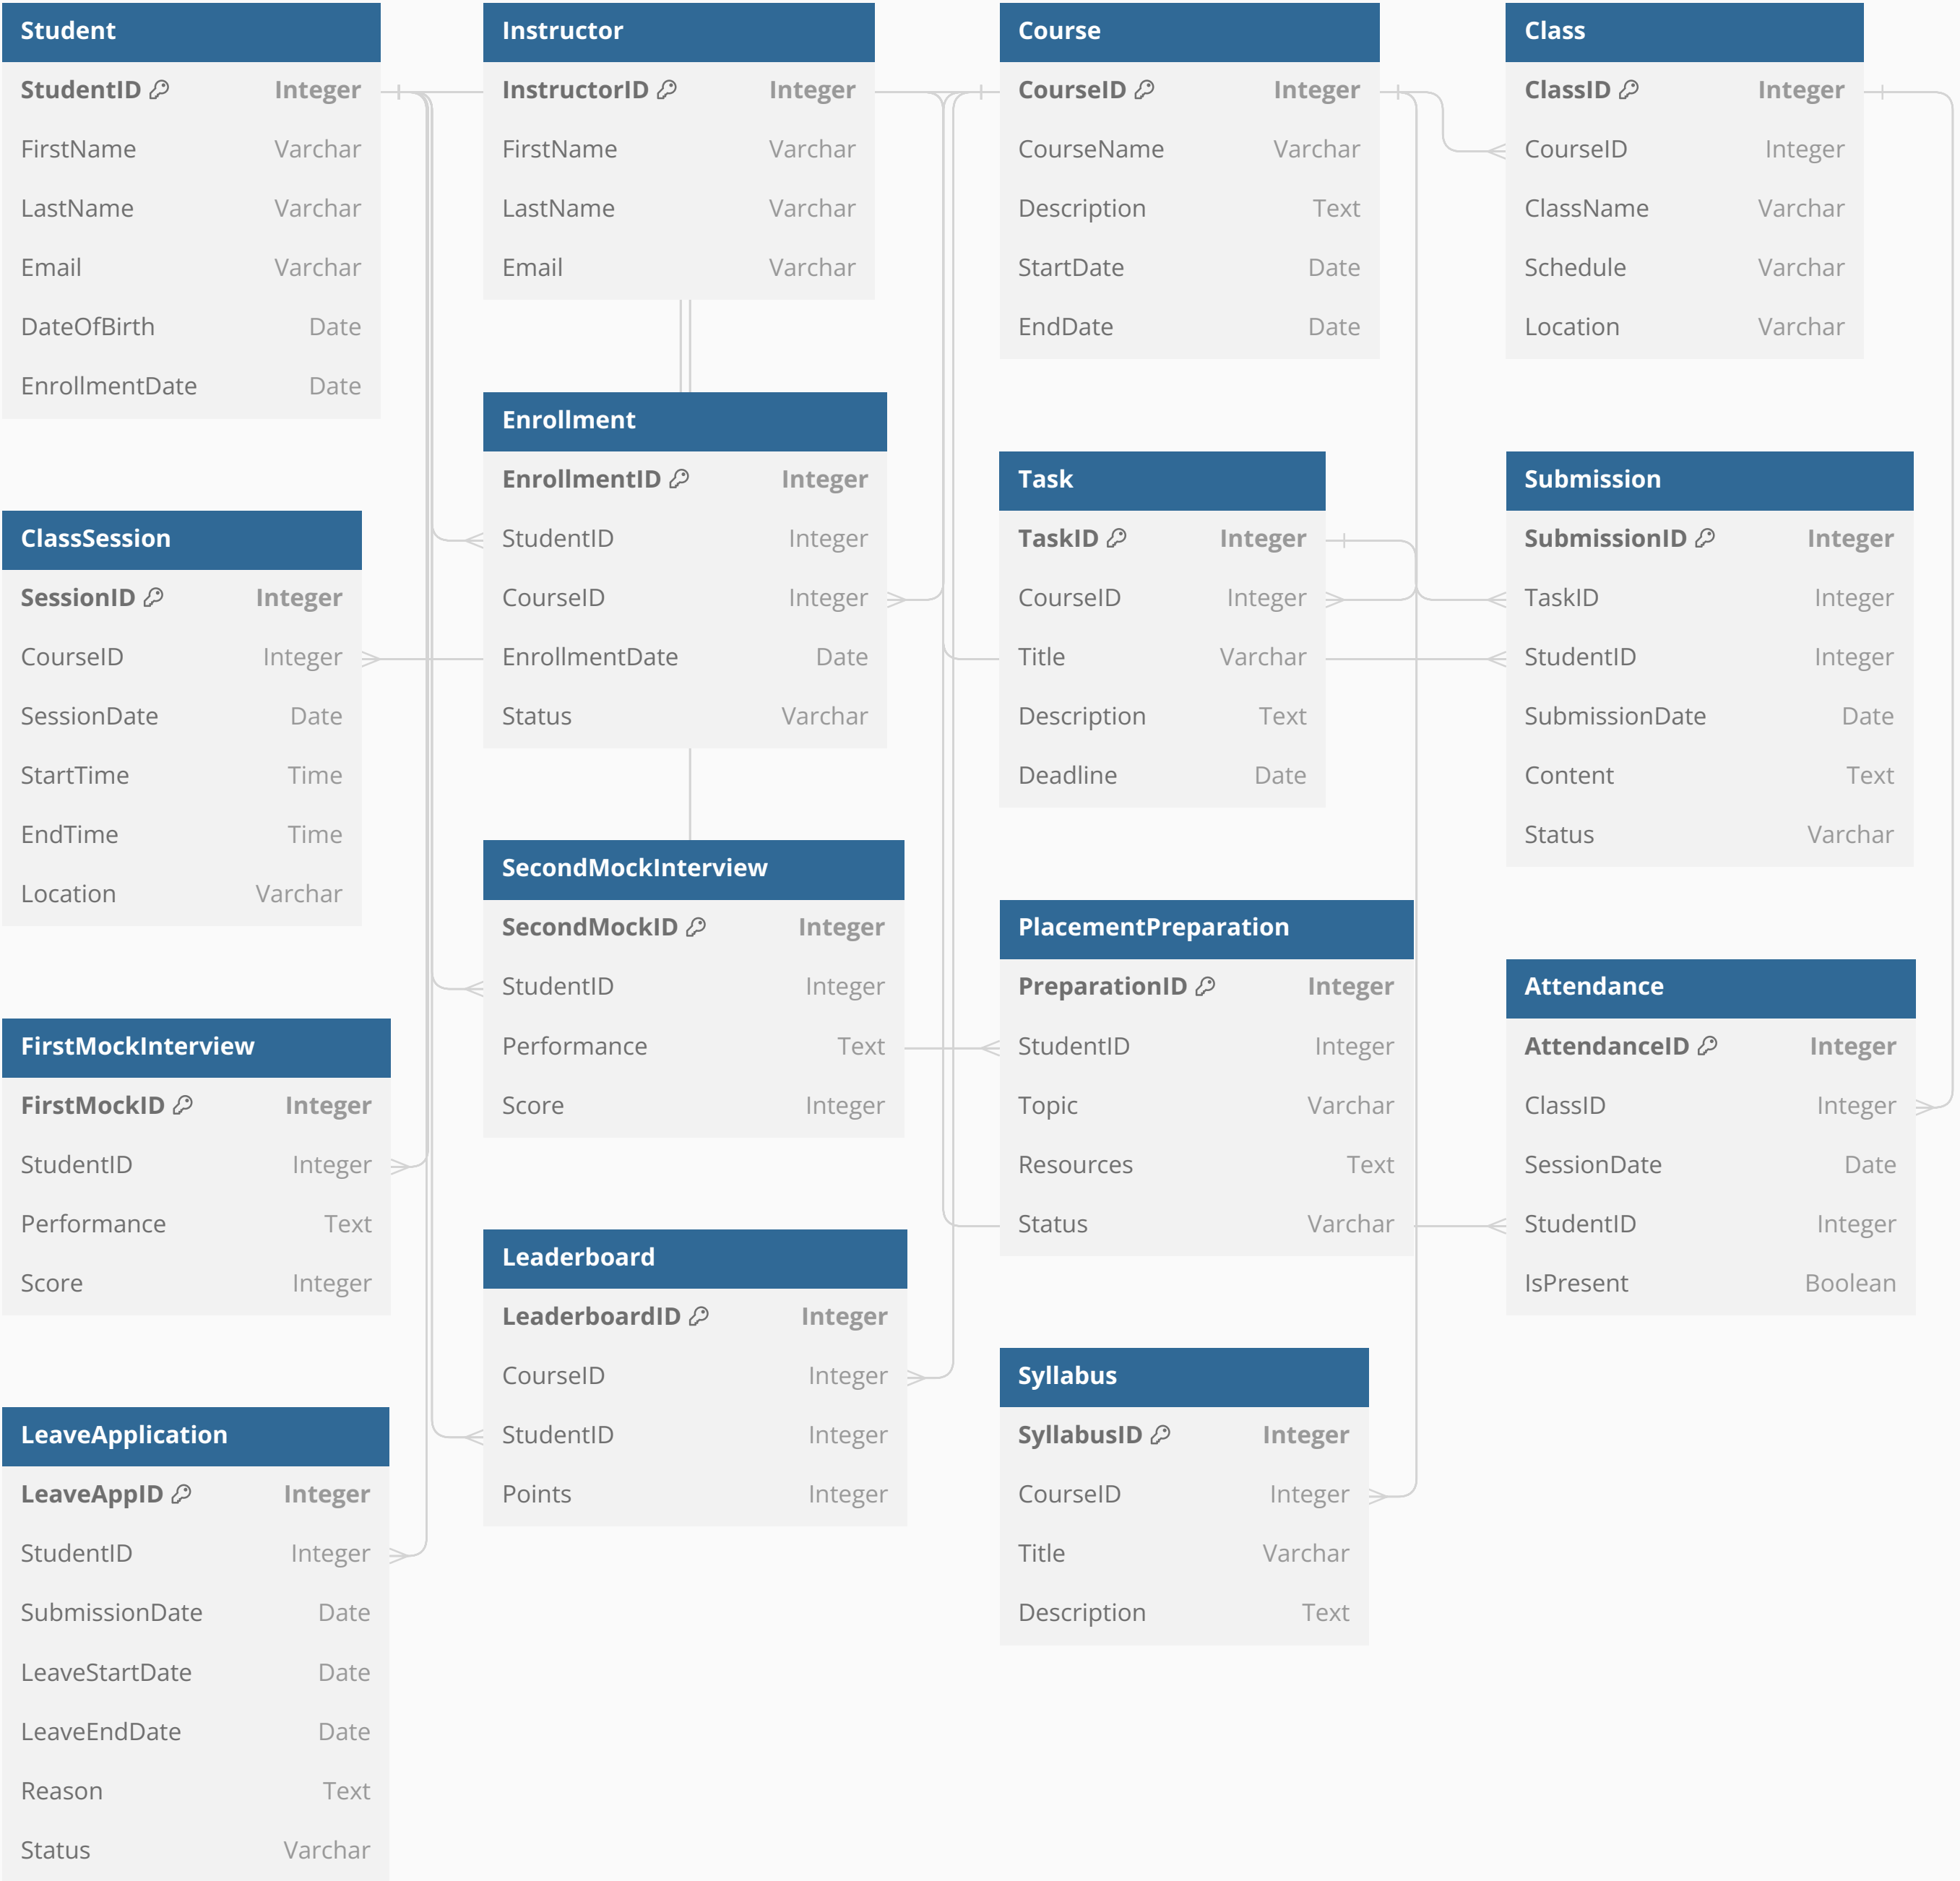 Student
StudentID Integer
FirstName Varchar
LastName Varchar
Email Varchar
DateOfBirth Date
EnrollmentDate Date
Instructor
InstructorID Integer
FirstName Varchar
LastName Varchar
Email Varchar
Course
CourseID Integer
CourseName Varchar
Description Text
StartDate Date
EndDate Date
Class
ClassID Integer
CourseID Integer
ClassName Varchar
Schedule Varchar
Location Varchar
Enrollment
EnrollmentID Integer
StudentID Integer
CourseID Integer
EnrollmentDate Date
Status Varchar
Task
TaskID Integer
CourseID Integer
Title Varchar
Description Text
Deadline Date
Submission
SubmissionID Integer
TaskID Integer
StudentID Integer
SubmissionDate Date
Content Text
Status Varchar
ClassSession
SessionID Integer
CourseID Integer
SessionDate Date
StartTime Time
EndTime Time
Location Varchar
SecondMockInterview
SecondMockID Integer
StudentID Integer
Performance Text
Score Integer
PlacementPreparation
PreparationID Integer
StudentID Integer
Topic Varchar
Resources Text
Status Varchar
Attendance
AttendanceID Integer
ClassID Integer
SessionDate Date
StudentID Integer
IsPresent Boolean
FirstMockInterview
FirstMockID Integer
StudentID Integer
Performance Text
Score Integer
Leaderboard
LeaderboardID Integer
CourseID Integer
StudentID Integer
Points Integer
Syllabus
SyllabusID Integer
CourseID Integer
Title Varchar
Description Text
LeaveApplication
LeaveAppID Integer
StudentID Integer
SubmissionDate Date
LeaveStartDate Date
LeaveEndDate Date
Reason Text
Status Varchar